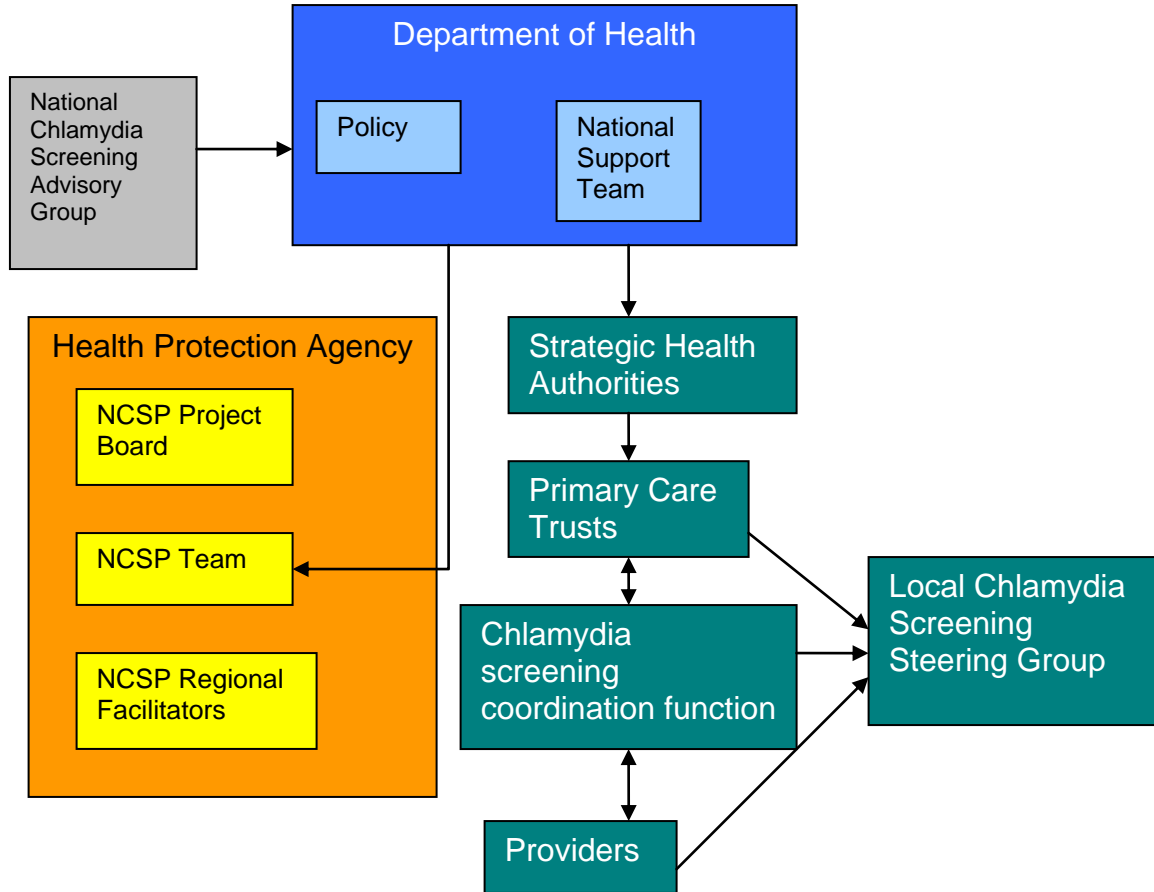 Department of Health
National
Chlamydia
Screening
Advisory
Group
Policy
National
Support
Team
Health Protection Agency
NCSP Project
Board
NCSP Team
NCSP Regional
Facilitators
Strategic Health
Authorities
Primary Care
Trusts
Chlamydia
screening
coordination function
Providers
Local Chlamydia
Screening
Steering Group